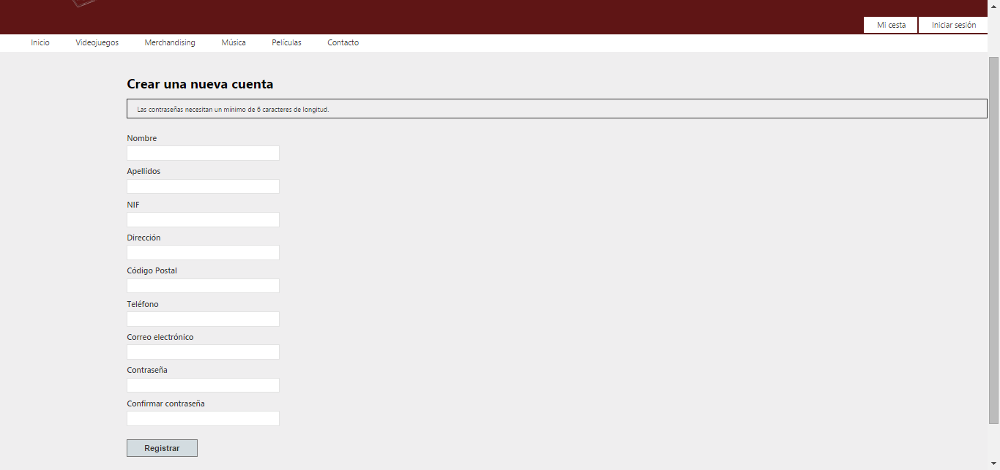 Mi cesta Iniciar sesión
Inicio Videojuegos Merchandising Música Películas Contacto
Crear una nueva cuenta
Las contraseñas necesitan un mínimo de 6 caracteres de longitud.
Nombre
Apellidos
NIF
Dirección
Código Postal
Teléfono
Correo electrónico
Contraseña
Confirmar contraseña
Registrar